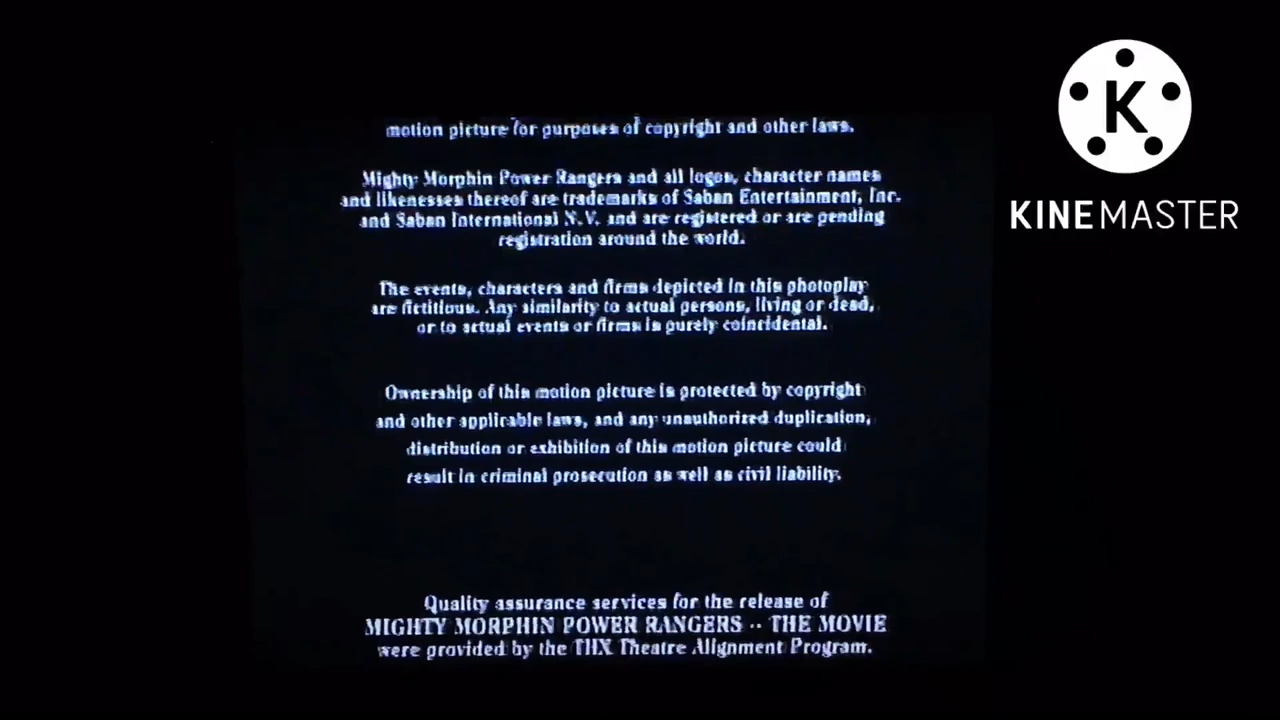 motion picture for purposes of copyright and other laws.
Mighty Morphin Power Rangers and all logos, character names
and likenesses thereof are trademarks of Saban Entertainment, Inc.
and Saban International N.V. and are registered or are pending
registration around the world.
The events, characters and firms depicted in this photoplay
are fictitious. Any similarity to actual persons, living or dead,
or to actual events or firms is purely coincidental.
Ownership of this motion picture is protected by copyright
and other applicable laws, and any unauthorized duplication,
distribution or exhibition of this motion picture could
result in criminal prosecution as well as civil liability.
Quality assurance services for the release of
MIGHTY MORPHIN POWER RANGERS -- THE MOVIE
were provided by the THX Theatre Alignment Program.
K
KINEMASTER